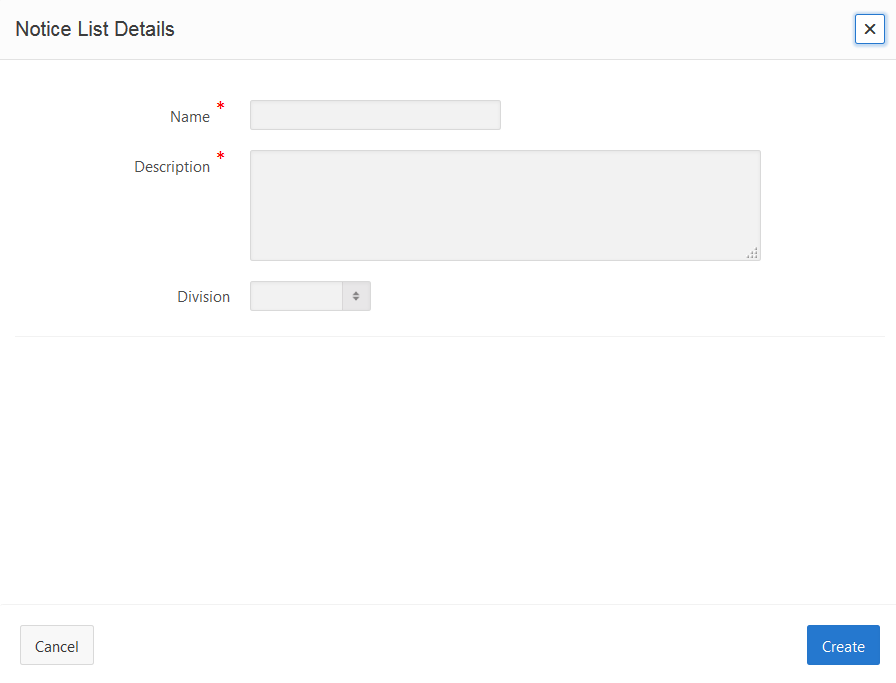 Notice List Details
Name *
Description *
Division
Cancel
Create